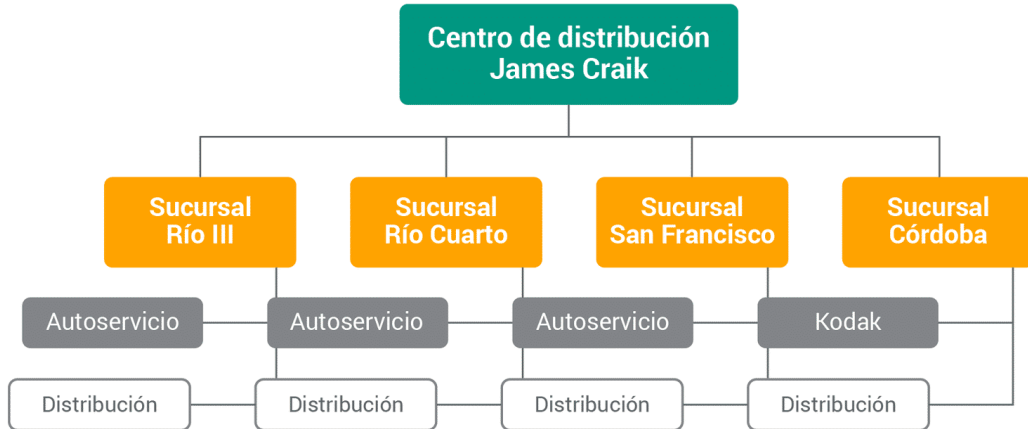 Centro de distribución
James Craik
Sucursal
Río III
Sucursal
Río Cuarto
Sucursal
San Francisco
Sucursal
Córdoba
Autoservicio
Autoservicio
Autoservicio
Kodak
Distribución
Distribución
Distribución
Distribución